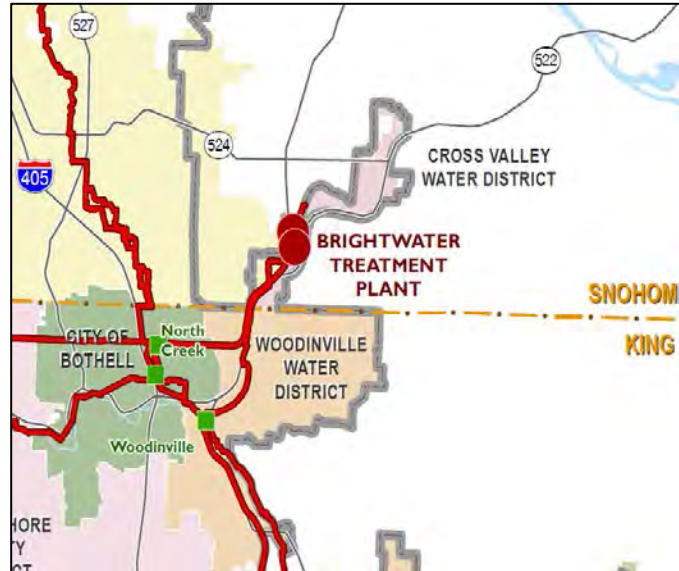 527
522
524
405
CROSS VALLEY
WATER DISTRICT
BRIGHTWATER
TREATMENT
PLANT
SNOHOM
KING
North
Creek
CITY OF
BOTHELL
WOODINVILLE
WATER
DISTRICT
Woodinville
HORE
TY
CT